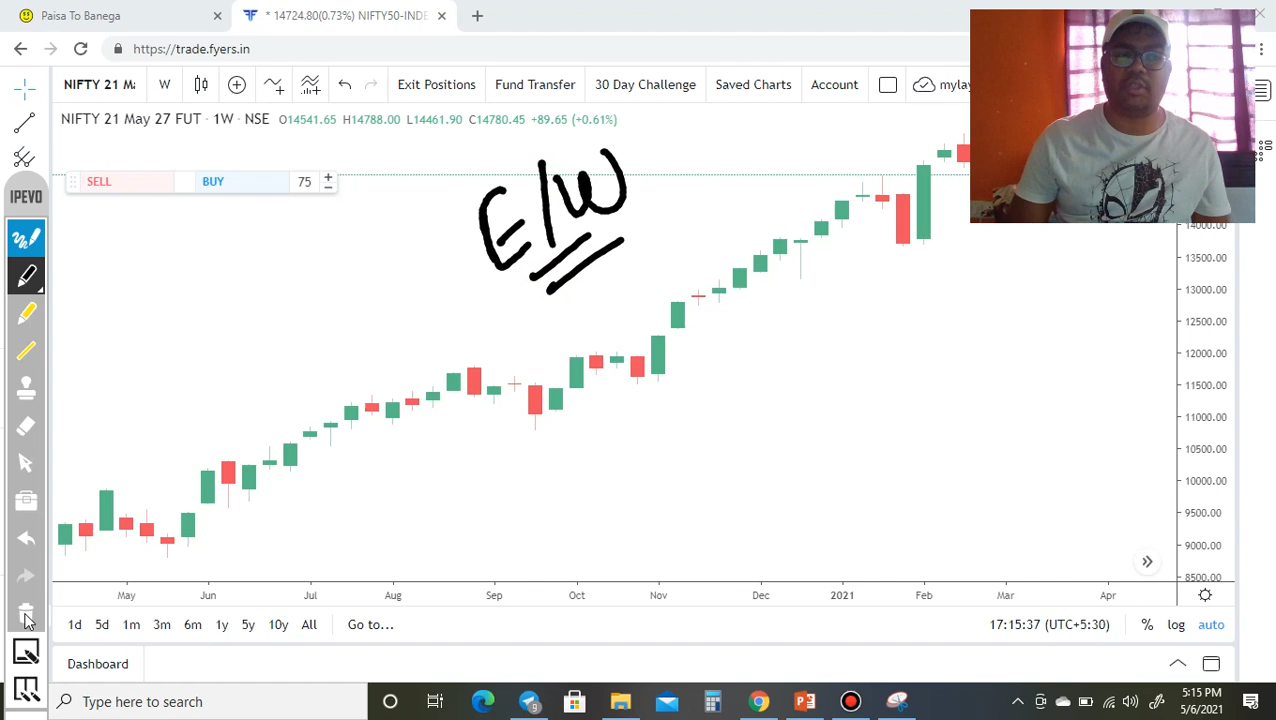 Paisa To Banega
* 14724.80(0.73%) NIFTY50-INDE
https://trade.fyers.in
NIFTY 21 Ma
W
Exit Positions
Fund Transfer
30 Day Challenge
Saved Charts
Account
mylay
NIFTY 21 May 27 FUT · 1W · NSE O14541.65 H14788.00 L14461.90 C14780.45 +89.65 (+0.61%)
SELL
BUY
75
E/W
IPEVO
14000.00
13500.00
13000.00
12500.00
12000.00
11500.00
11000.00
10500.00
10000.00
9500.00
9000.00
8500.00
May Jun Jul Aug Sep Oct Nov Dec 2021 Feb Mar Apr
1d 5d 1m 3m 6m 1y 5y 10y All Go to...
17:15:37 (UTC+5:30) % log auto
Dashboard
Type here to search
5:15 PM
5/6/2021